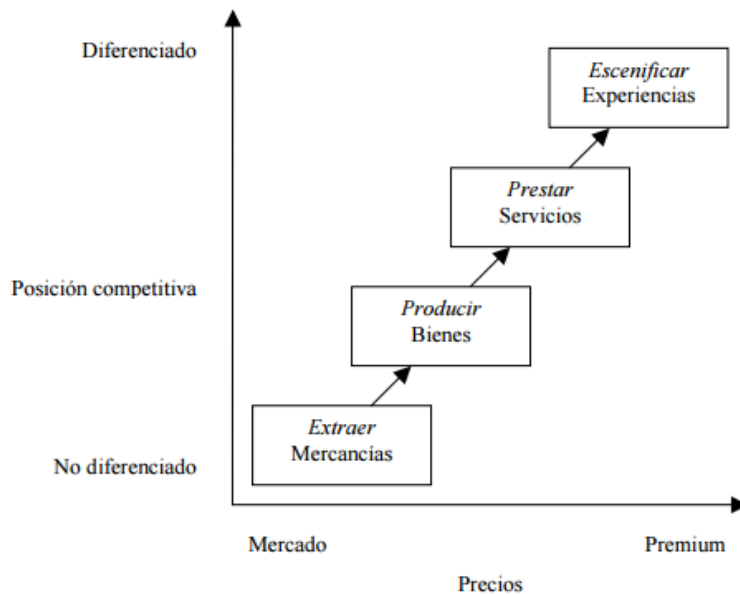 Diferenciado
Escenificar
Experiencias
Prestar
Servicios
Posición competitiva
Producir
Bienes
Extraer
Mercancías
No diferenciado
Mercado
Premium
Precios